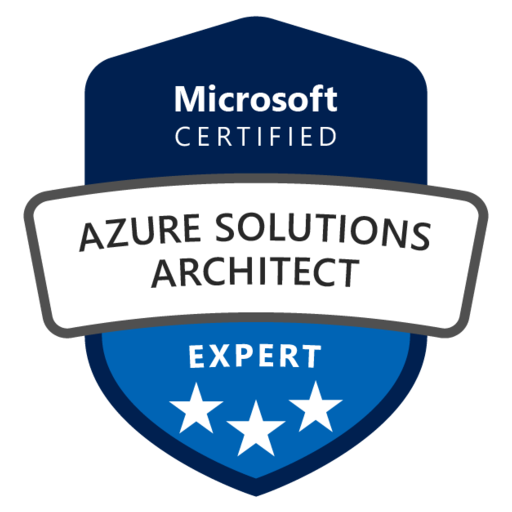 Microsoft
CERTIFIED
AZURE SOLUTIONS
ARCHITECT
EXPERT